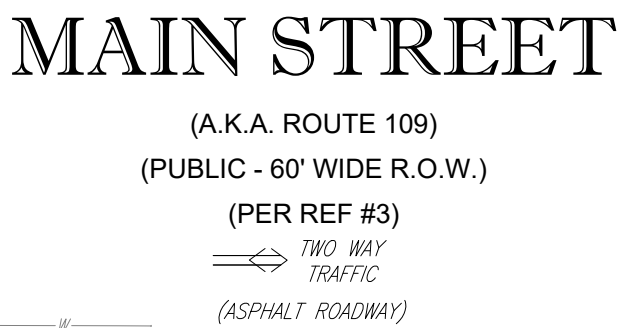 MAIN STREET
(A.K.A. ROUTE 109)
(PUBLIC - 60' WIDE R.O.W.)
(PER REF #3)
TWO WAY
TRAFFIC
(ASPHALT ROADWAY)
W